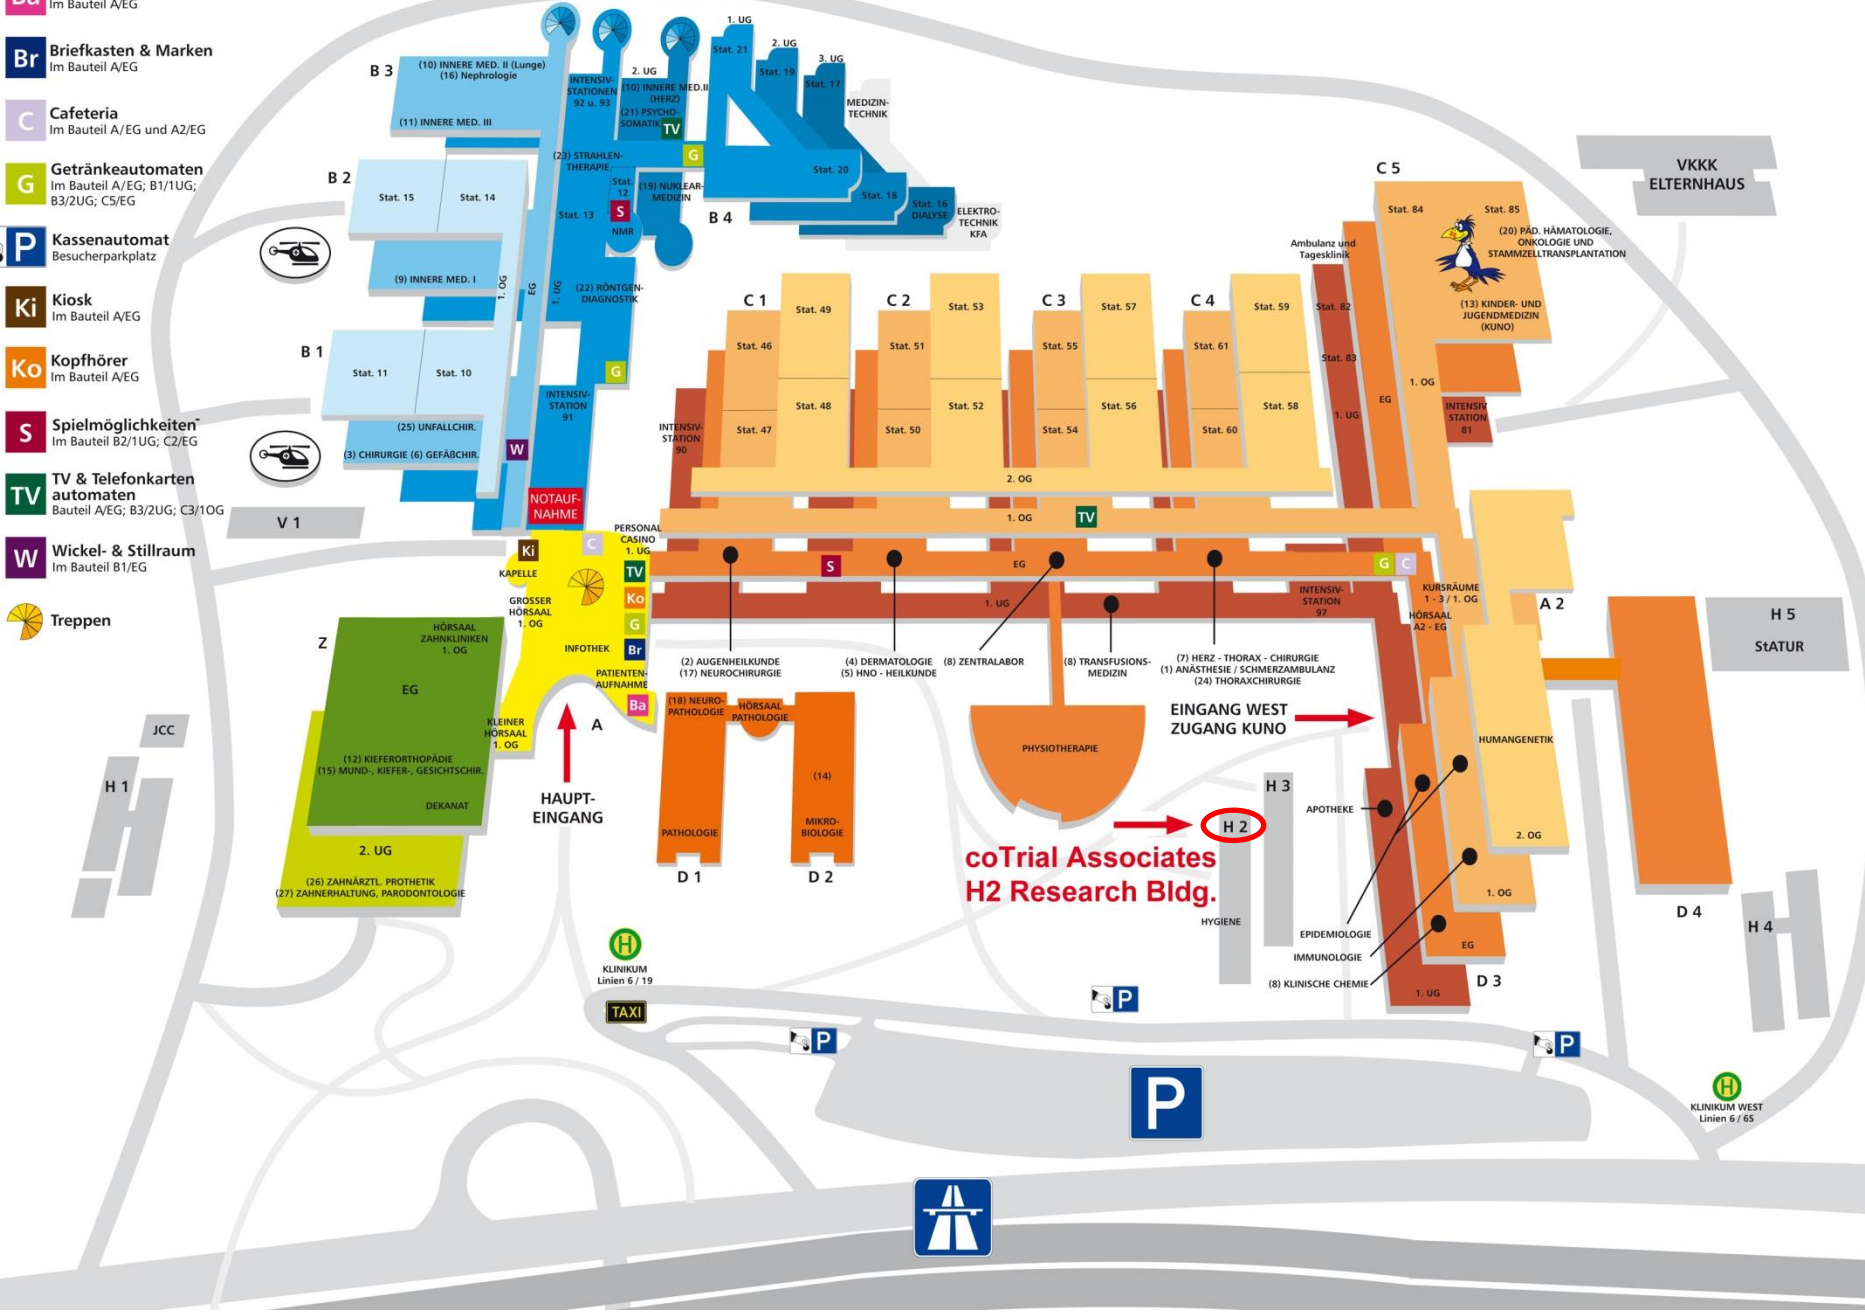 Ba
Im Bauteil A/EG
Br
Briefkasten & Marken
Im Bauteil A/EG
C
Cafeteria
Im Bauteil A/EG und A2/EG
G
Getränkeautomaten
Im Bauteil A/EG; B1/1UG;
B3/2UG; C5/EG
P
Kassenautomat
Besucherparkplatz
Ki
Kiosk
Im Bauteil A/EG
Ko
Kopfhörer
Im Bauteil A/EG
S
Spielmöglichkeiten
Im Bauteil B2/1UG; C2/EG
TV
TV & Telefonkarten
automaten
Bauteil A/EG; B3/2UG; C3/1OG
W
Wickel- & Stillraum
Im Bauteil B1/EG
Treppen
B 3
(10) INNERE MED. II (Lunge)
(16) Nephrologie
(11) INNERE MED. III
INTENSIV-
STATIONEN
92 u. 93
2. UG
(10) INNERE MED.II
(HERZ)
(21) PSYCHO-
SOMATIK
TV
1. UG
Stat. 21
2. UG
Stat. 19
3. UG
Stat. 17
MEDIZIN-
TECHNIK
G
(23) STRAHLEN-
THERAPIE
Stat.
12
(19) NUKLEAR-
MEDIZIN
Stat. 20
Stat. 18
Stat. 16
DIALYSE
ELEKTRO-
TECHNIK
KFA
B 4
S
NMR
Stat. 13
B 2
Stat. 15
Stat. 14
(9) INNERE MED. I
1. OG
EG
1. UG
(22) RÖNTGEN-
DIAGNOSTIK
G
B 1
Stat. 11
Stat. 10
(25) UNFALLCHIR.
(3) CHIRURGIE (6) GEFÄßCHIR.
W
INTENSIV-
STATION
91
NOTAUF-
NAHME
V 1
C 1
Stat. 49
Stat. 46
Stat. 48
Stat. 47
INTENSIV-
STATION
90
C 2
Stat. 53
Stat. 51
Stat. 52
Stat. 50
C 3
Stat. 57
Stat. 55
Stat. 56
Stat. 54
C 4
Stat. 59
Stat. 61
Stat. 58
Stat. 60
2. OG
1. OG
TV
EG
1. UG
Ambulanz und
Tagesklinik
Stat. 82
Stat. 83
1. UG
EG
1. OG
C 5
Stat. 84
Stat. 85
(20) PÄD. HÄMATOLOGIE,
ONKOLOGIE UND
STAMMZELLTRANSPLANTATION
(13) KINDER- UND
JUGENDMEDIZIN
(KUNO)
INTENSIV
STATION
81
VKKK
ELTERNHAUS
PERSONAL
CASINO
1. UG
Ki
C
KAPELLE
TV
Ko
G
Br
GROSSER
HÖRSAAL
1. OG
INFOTHEK
PATIENTEN-
AUFNAHME
Ba
KLEINER
HÖRSAAL
1. OG
A
HAUPT-
EINGANG
S
G
C
INTENSIV-
STATION
97
KURSRÄUME
1 - 3 / 1. OG
HÖRSAAL
A2 - EG
A 2
H 5
StATUR
Z
HÖRSAAL
ZAHNKLINIKEN
1. OG
EG
(12) KIEFERORTHOPÄDIE
(15) MUND-, KIEFER-, GESICHTSCHIR.
DEKANAT
2. UG
(26) ZAHNÄRZTL. PROTHETIK
(27) ZAHNERHALTUNG, PARODONTOLOGIE
JCC
H 1
(2) AUGENHEILKUNDE
(17) NEUROCHIRURGIE
(4) DERMATOLOGIE
(5) HNO - HEILKUNDE
(8) ZENTRALABOR
(8) TRANSFUSIONS-
MEDIZIN
(7) HERZ - THORAX - CHIRURGIE
(1) ANÄSTHESIE / SCHMERZAMBULANZ
(24) THORAXCHIRURGIE
(18) NEURO-
PATHOLOGIE
HÖRSAAL
PATHOLOGIE
PATHOLOGIE
D 1
(14)
MIKRO-
BIOLOGIE
D 2
PHYSIOTHERAPIE
EINGANG WEST
ZUGANG KUNO
H 3
H 2
coTrial Associates
H2 Research Bldg.
HYGIENE
APOTHEKE
HUMANGENETIK
2. OG
1. OG
EG
1. UG
EPIDEMIOLOGIE
IMMUNOLOGIE
(8) KLINISCHE CHEMIE
D 3
D 4
H 4
H
KLINIKUM
Linien 6 / 19
TAXI
P
P
P
P
H
KLINIKUM WEST
Linien 6 / 6S